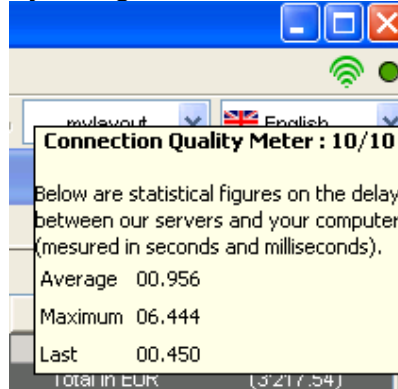 mylayout English
Connection Quality Meter : 10/10
Below are statistical figures on the delay
between our servers and your computer
(mesured in seconds and milliseconds).
Average 00.956
Maximum 06.444
Last 00.450
Total in EUR (3'217.54)